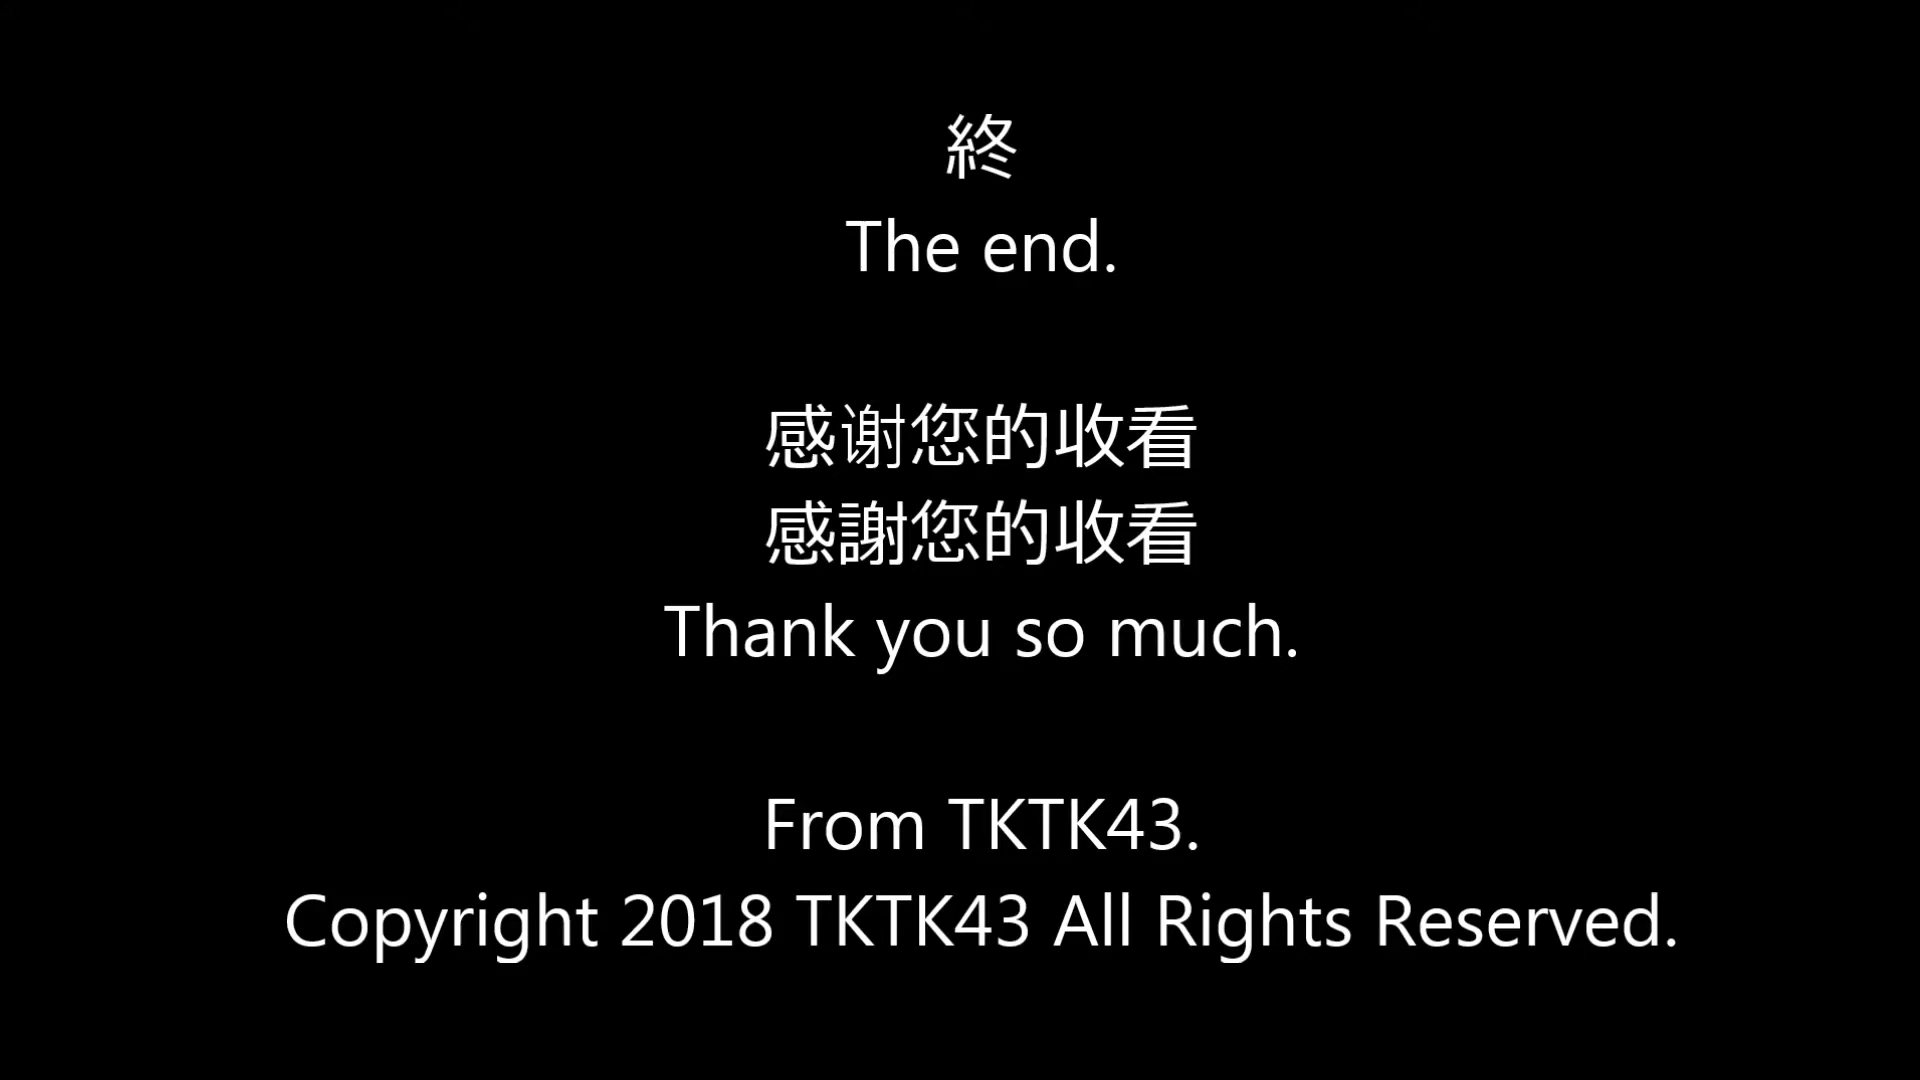 終
The end.
感谢您的收看
感謝您的收看
Thank you so much.
From TKTK43.
Copyright 2018 TKTK43 All Rights Reserved.